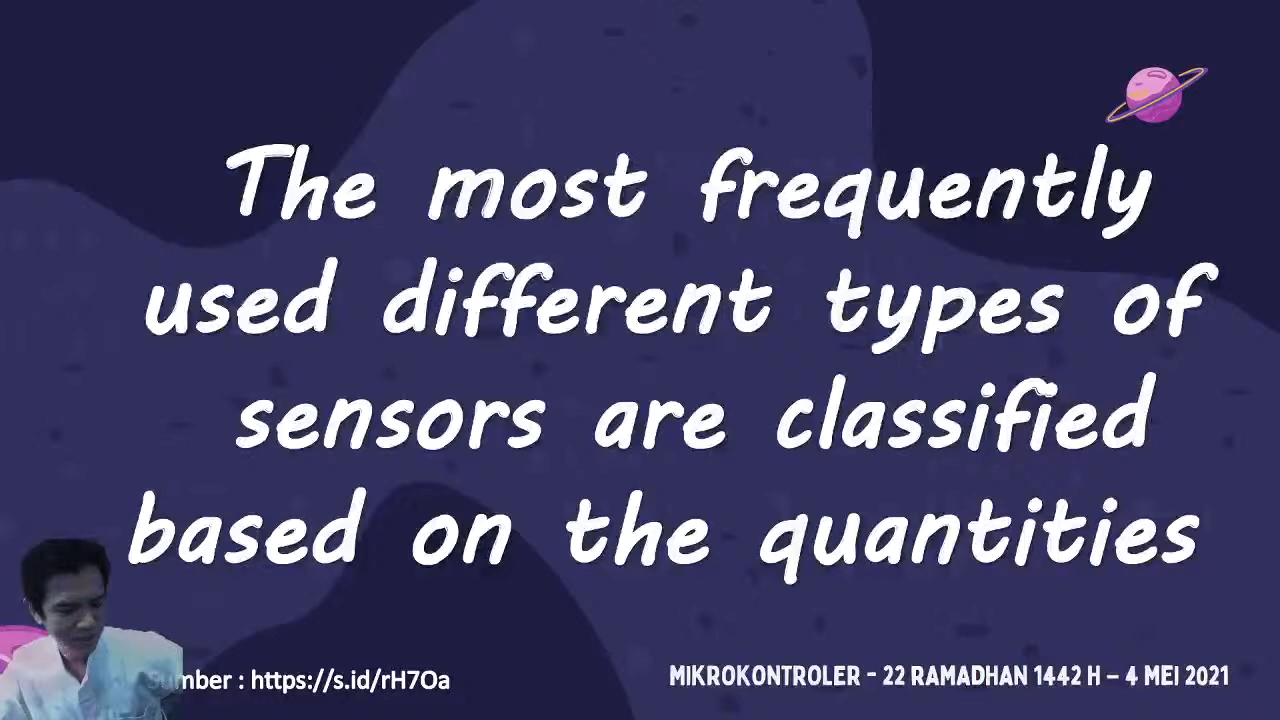 The most frequently
used different types of
sensors are classified
based on the quantities
Sumber : https://s.id/rH7Oa
MIKROKONTROLER - 22 RAMADHAN 1442 H – 4 MEI 2021